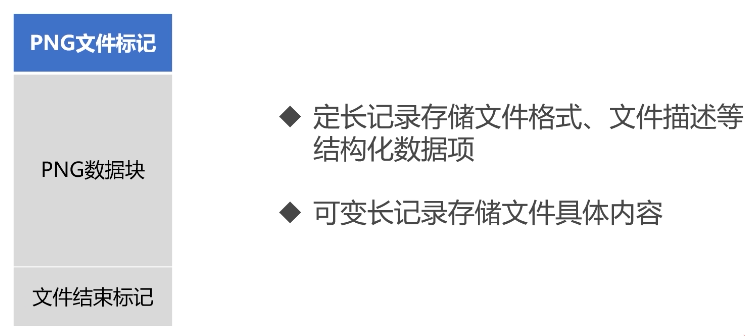 PNG文件标记
PNG数据块
文件结束标记
◆ 定长记录存储文件格式、文件描述等
结构化数据项
◆ 可变长记录存储文件具体内容